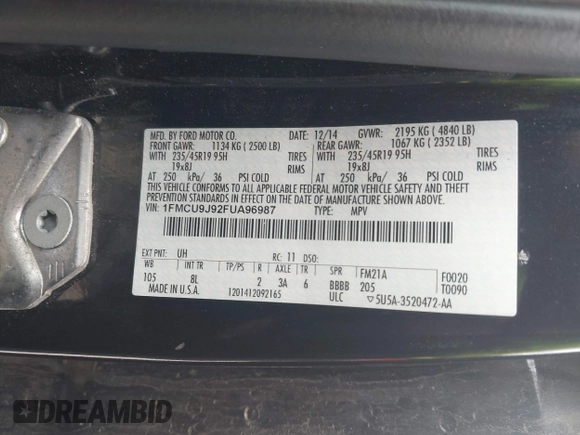 MFD. BY FORD MOTOR CO. DATE: 12/14 GVWR: 2195 KG ( 4840 LB)
FRONT GAWR: 1134 KG ( 2500 LB) REAR GAWR: 1067 KG ( 2352 LB)
WITH 235/45R19 95H TIRES WITH 235/45R19 95H TIRES
19x8J RIMS 19x8J RIMS
AT 250 kPa/ 36 PSI COLD AT 250 kPa/ 36 PSI COLD
THIS VEHICLE CONFORMS TO ALL APPLICABLE FEDERAL MOTOR VEHICLE SAFETY AND BUMPER STANDARDS AND THEFT PREVENTION STANDARDS IN EFFECT ON THE DATE OF MANUFACTURE SHOWN ABOVE.
VIN: 1FMCU9J92FUA96987 TYPE: MPV
EXT PNT: UH RC: 11 DSO: F0020
WB INT TR TP/PS R AXLE TR SPR FM21A T0090
105 8L 2 3A 6 BBBB 205
MADE IN U.S.A. 1201412092165 ULC 5U5A-3520472-AA
DREAMBID